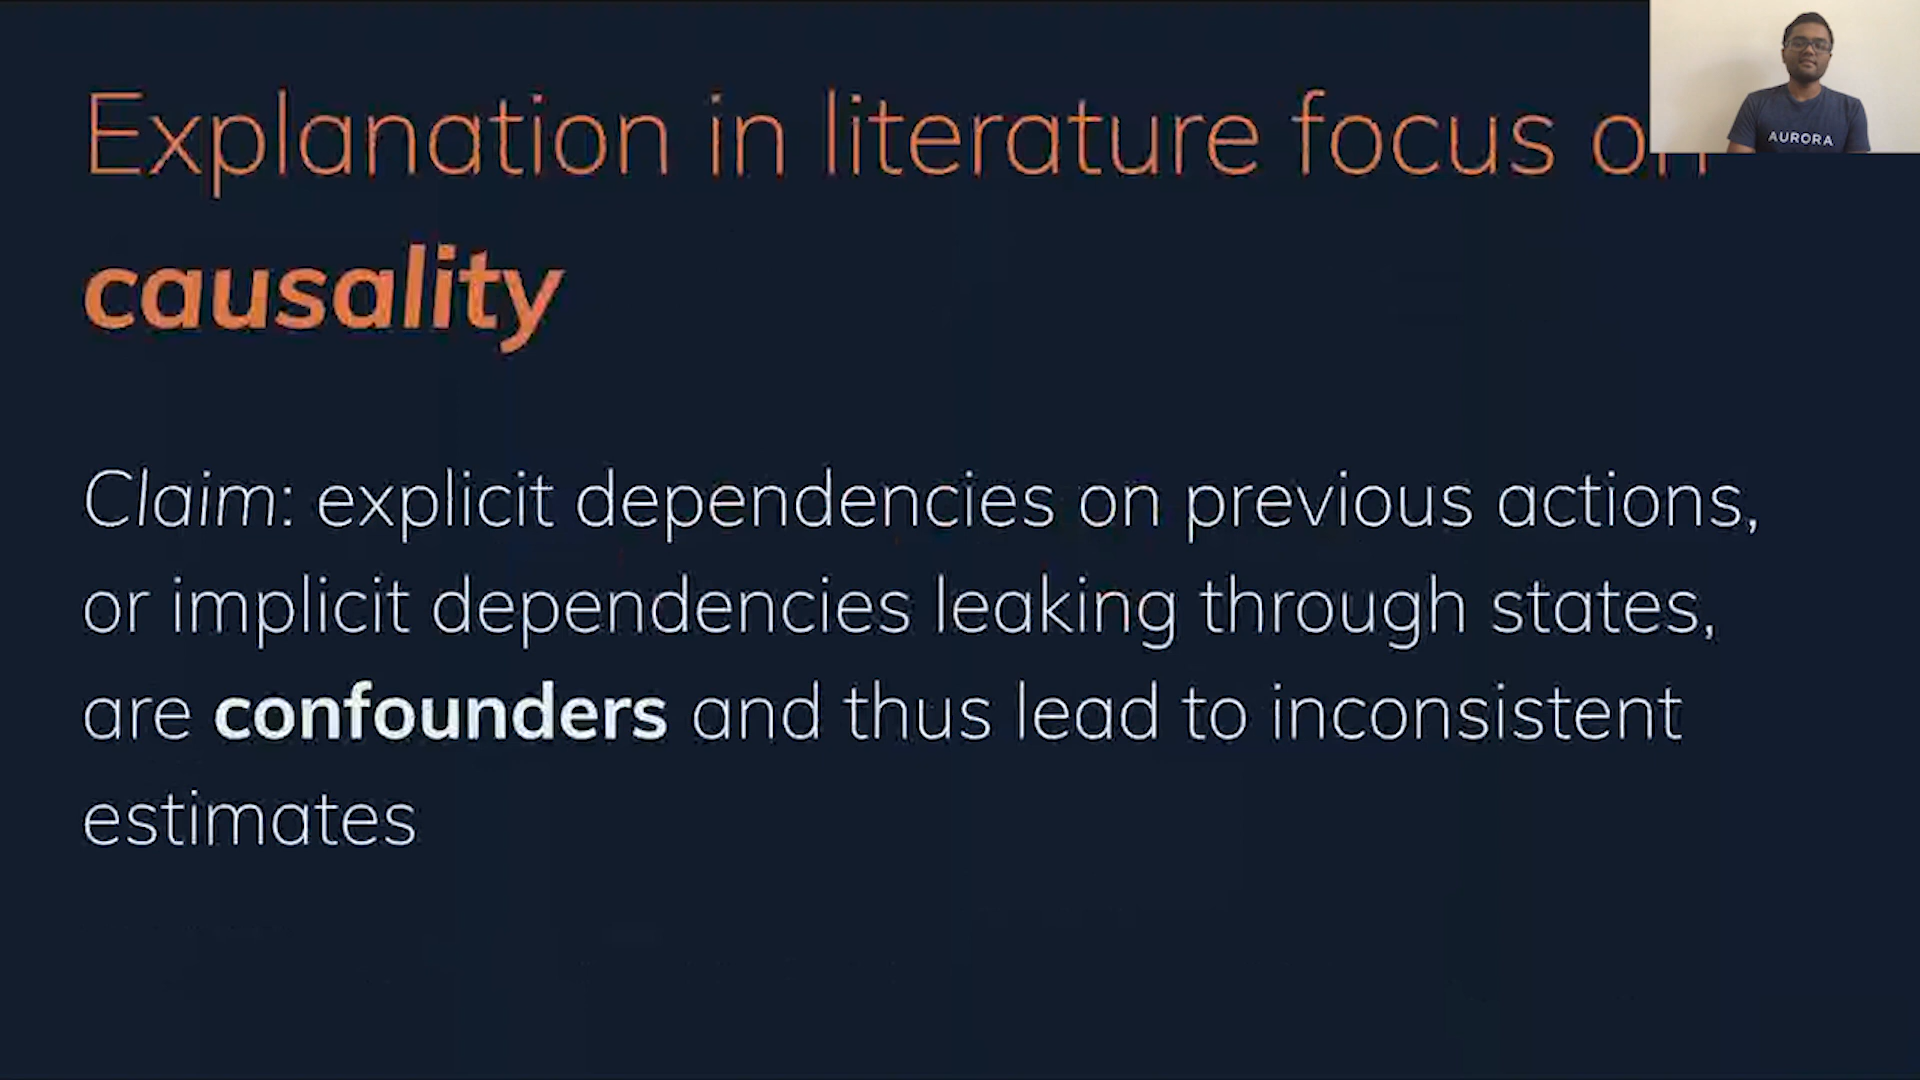 Explanation in literature focus on
causality
Claim: explicit dependencies on previous actions,
or implicit dependencies leaking through states,
are confounders and thus lead to inconsistent
estimates
AURORA